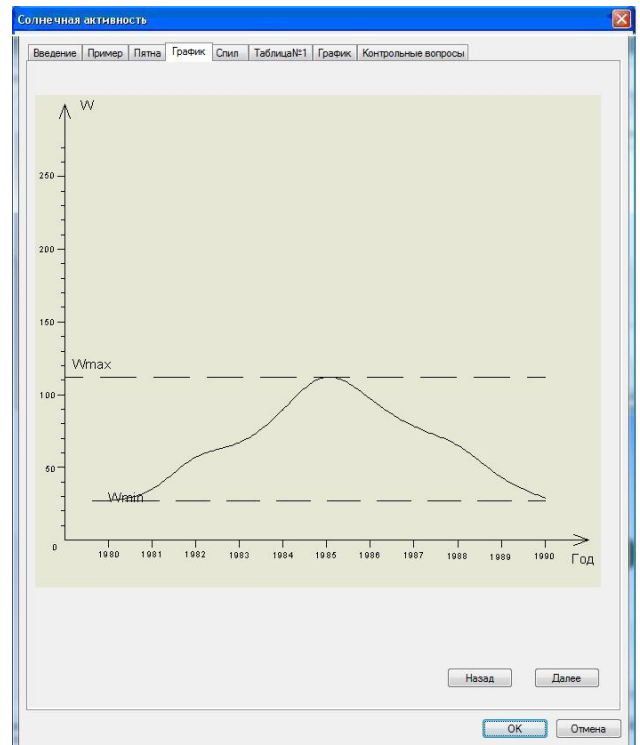 Солнечная активность
Введение Пример Пятна График Спил Таблица№1 График Контрольные вопросы
W
250
200
150
Wmax
100
50
Wmin
0
1980 1981 1982 1983 1984 1985 1986 1987 1988 1989 1990
Год
Назад Далее
OK Отмена